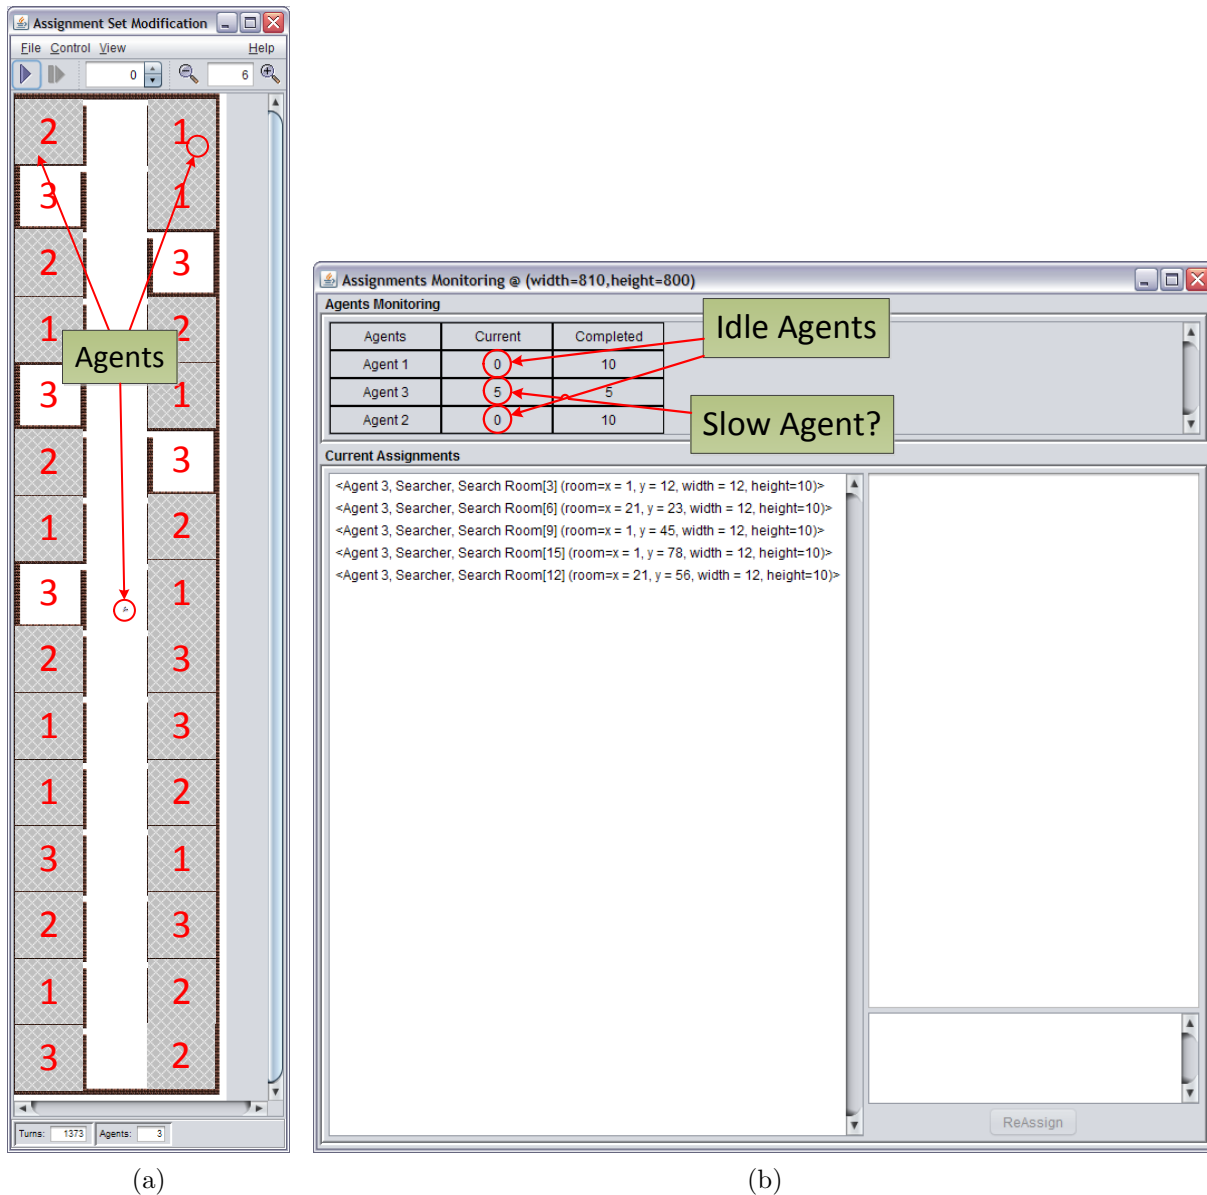 Assignment Set Modification
File Control View Help
0 6
2 1
3 1
2 3
1 2
Agents
3 1
2 3
1 2
3 1
2 3
1 3
1 2
3 1
2 3
1 2
3 2
Turns: 1373 Agents: 3
(a)
Assignments Monitoring @ (width=810,height=800)
Agents Monitoring
Agents Current Completed
Agent 1 0 10
Agent 3 5 5
Agent 2 0 10
Idle Agents
Slow Agent?
Current Assignments
<Agent 3, Searcher, Search Room[3] (room=x = 1, y = 12, width = 12, height=10)>
<Agent 3, Searcher, Search Room[6] (room=x = 21, y = 23, width = 12, height=10)>
<Agent 3, Searcher, Search Room[9] (room=x = 1, y = 45, width = 12, height=10)>
<Agent 3, Searcher, Search Room[15] (room=x = 1, y = 78, width = 12, height=10)>
<Agent 3, Searcher, Search Room[12] (room=x = 21, y = 56, width = 12, height=10)>
ReAssign
(b)